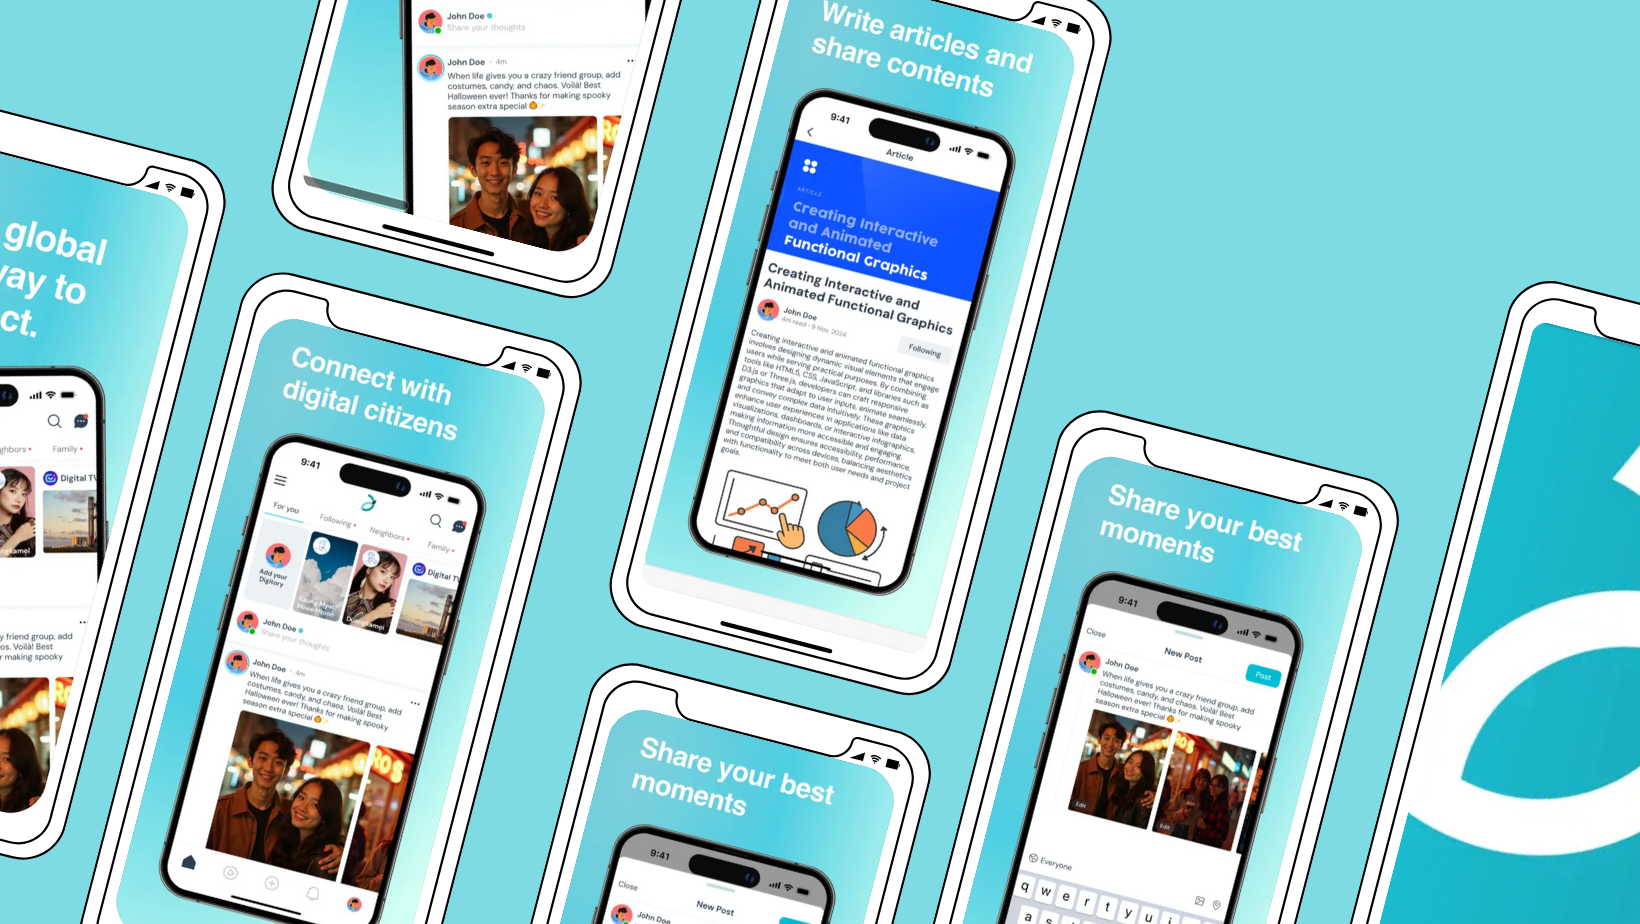 global
way to
ct.
ghbors
Family
Digital TV
friend group, add
os. Voilà! Best
r making spooky
John Doe
Share your thoughts
John Doe · 4m
When life gives you a crazy friend group, add
costumes, candy, and chaos. Voilà! Best
Halloween ever! Thanks for making spooky
season extra special
Connect with
digital citizens
9:41
For you
Following
Neighbors
Family
Add your
Digitory
Kaung Myat
Moee Htoon
Duangkamol
Digital TV
John Doe
Share your thoughts
John Doe · 4m
When life gives you a crazy friend group, add
costumes, candy, and chaos. Voilà! Best
Halloween ever! Thanks for making spooky
season extra special
ROS
Write articles and
share contents
9:41
Article
ARTICLE
Creating Interactive
and Animated
Functional Graphics
Creating Interactive and
Animated Functional Graphics
John Doe
4m read · 9 Nov, 2024
Following
Creating interactive and animated functional graphics
involves designing dynamic visual elements that engage
users while serving practical purposes. By combining
tools like HTML5, CSS, JavaScript, and libraries such as
D3.js or Three.js, developers can craft responsive
graphics that adapt to user inputs, animate seamlessly,
and convey complex data intuitively. These graphics
enhance user experiences in applications like data
visualizations, dashboards, or interactive infographics,
making information more accessible and engaging.
Thoughtful design ensures accessibility, performance,
and compatibility across devices, balancing aesthetics
with functionality to meet both user needs and project
goals.
Share your best
moments
9:41
Close
New Post
John Doe
Share your best
moments
9:41
Close
New Post
Post
John Doe
When life gives you a crazy friend group, add
costumes, candy, and chaos. Voilà! Best
Halloween ever! Thanks for making spooky
season extra special
Edit
Edit
Everyone
q w e r t y u
a s